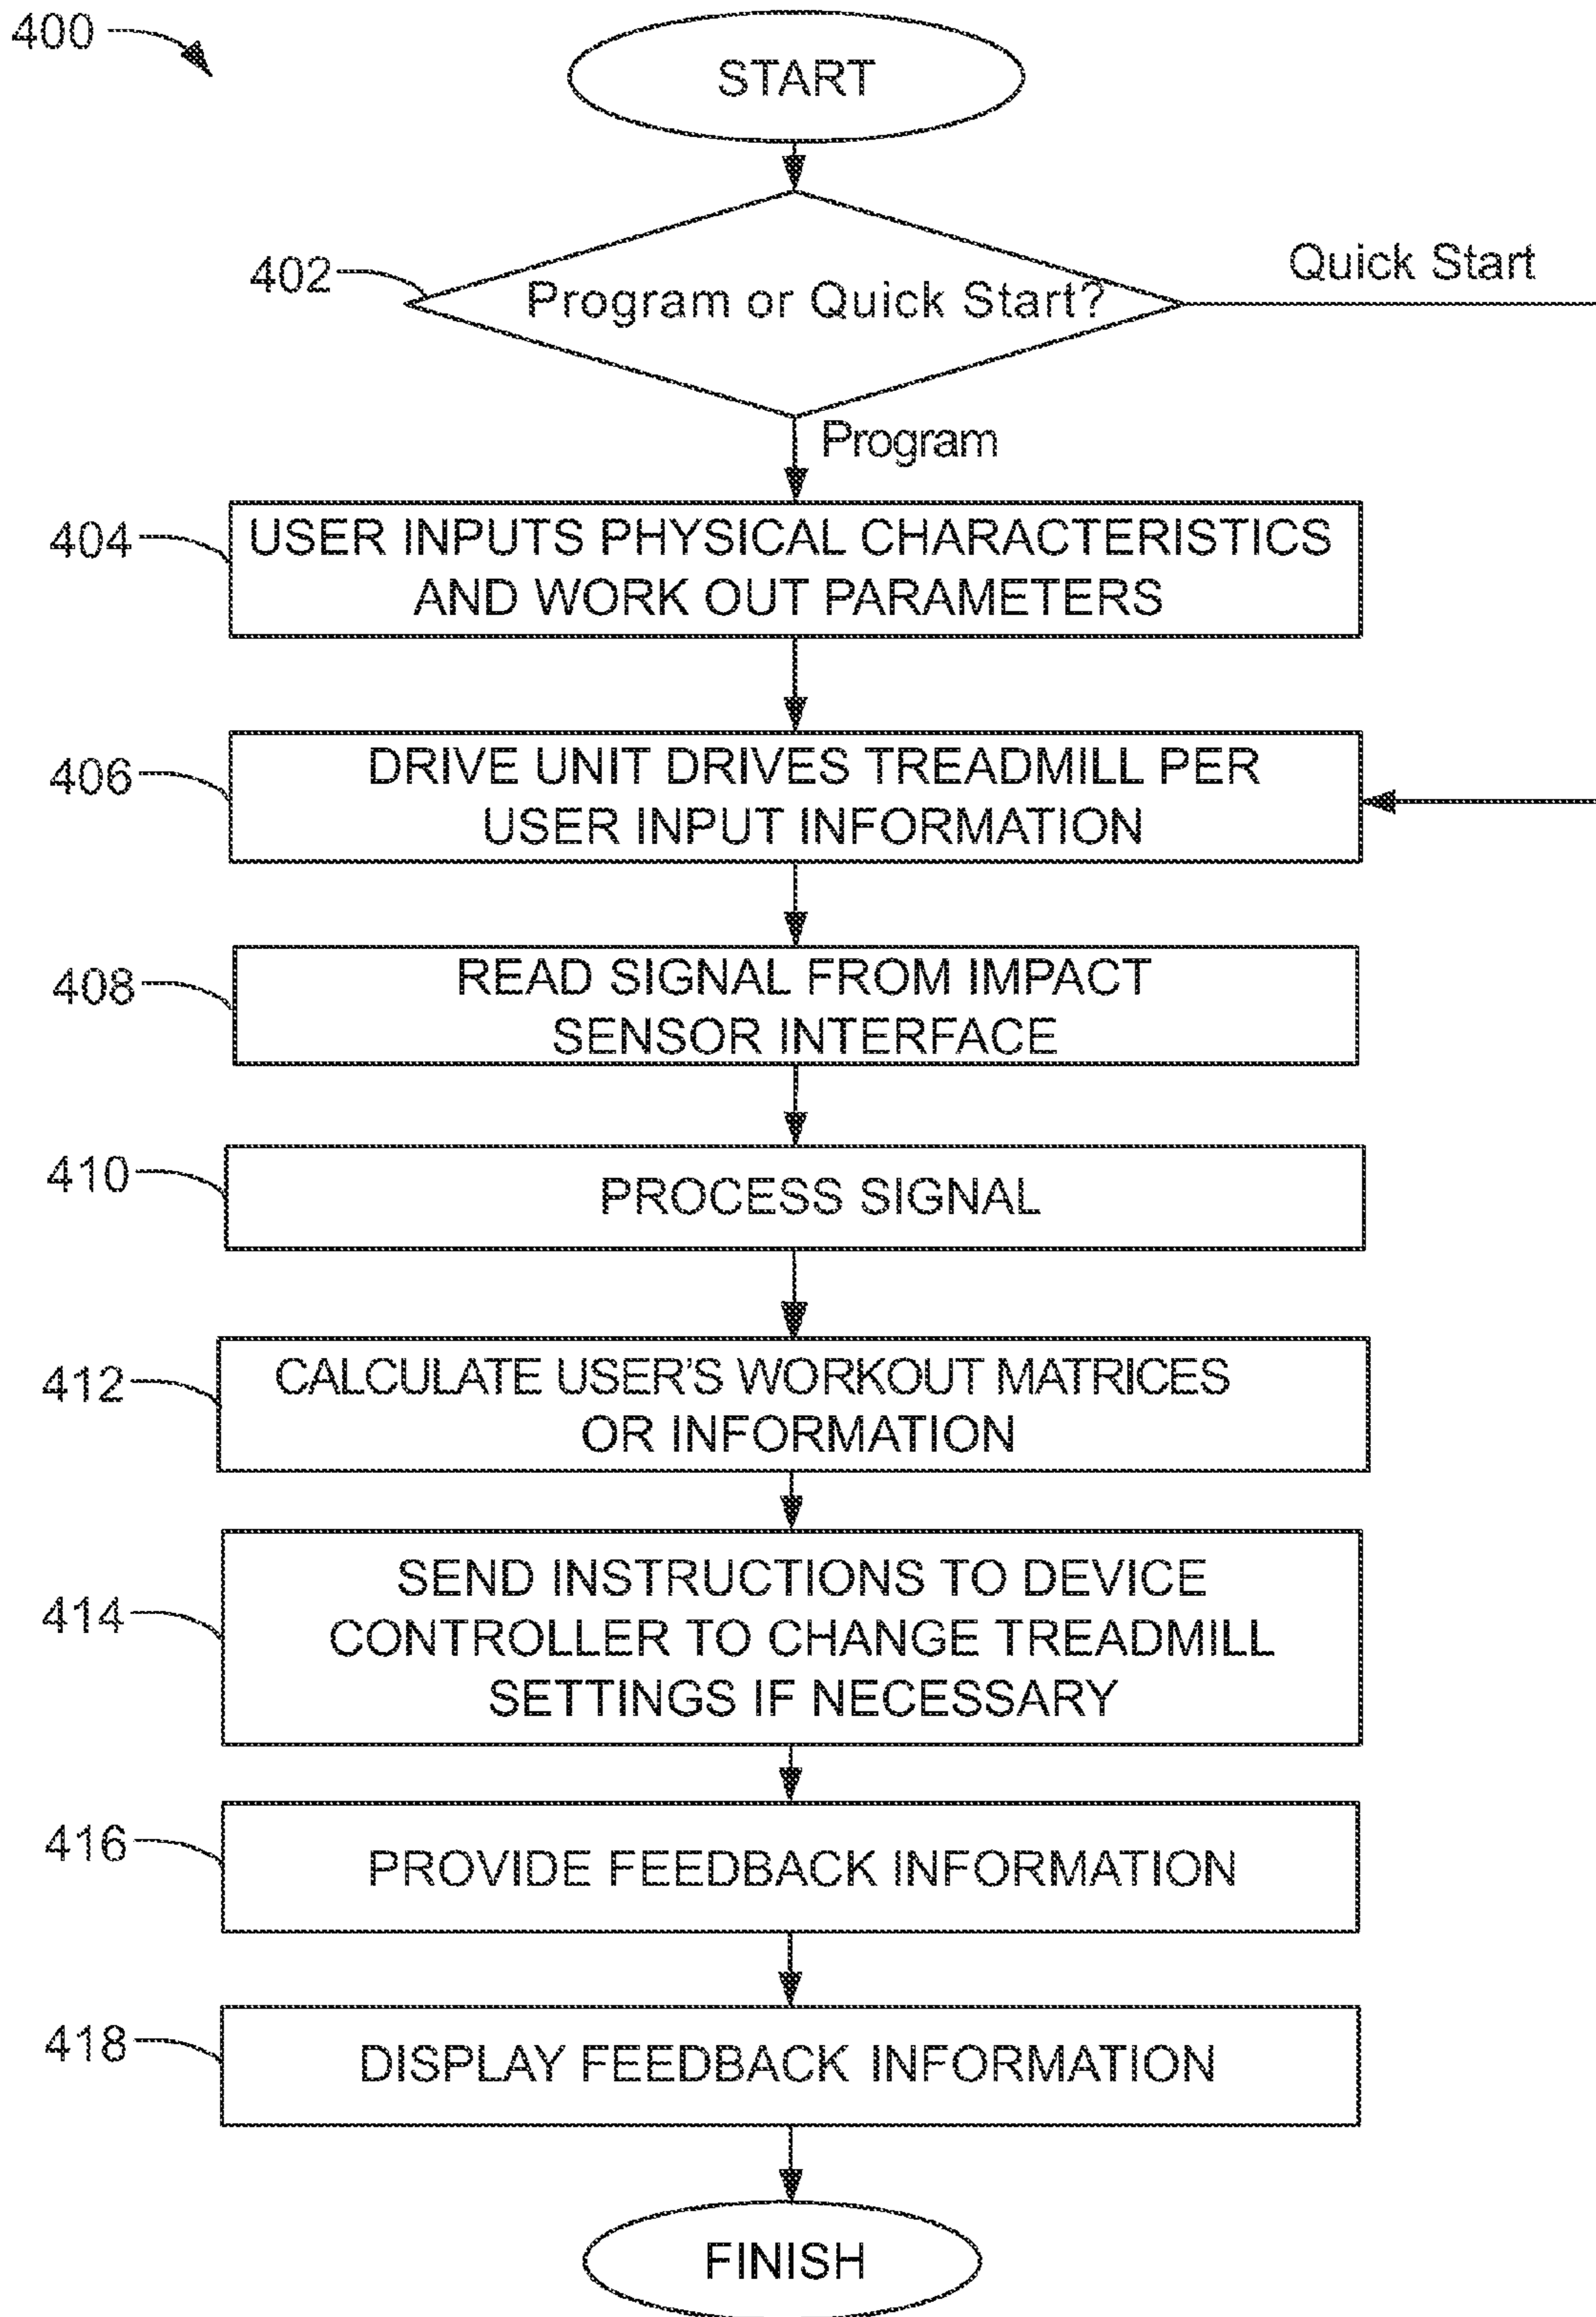 400
START
402
Program or Quick Start?
Quick Start
Program
404
USER INPUTS PHYSICAL CHARACTERISTICS
AND WORK OUT PARAMETERS
406
DRIVE UNIT DRIVES TREADMILL PER
USER INPUT INFORMATION
408
READ SIGNAL FROM IMPACT
SENSOR INTERFACE
410
PROCESS SIGNAL
412
CALCULATE USER'S WORKOUT MATRICES
OR INFORMATION
414
SEND INSTRUCTIONS TO DEVICE
CONTROLLER TO CHANGE TREADMILL
SETTINGS IF NECESSARY
416
PROVIDE FEEDBACK INFORMATION
418
DISPLAY FEEDBACK INFORMATION
FINISH